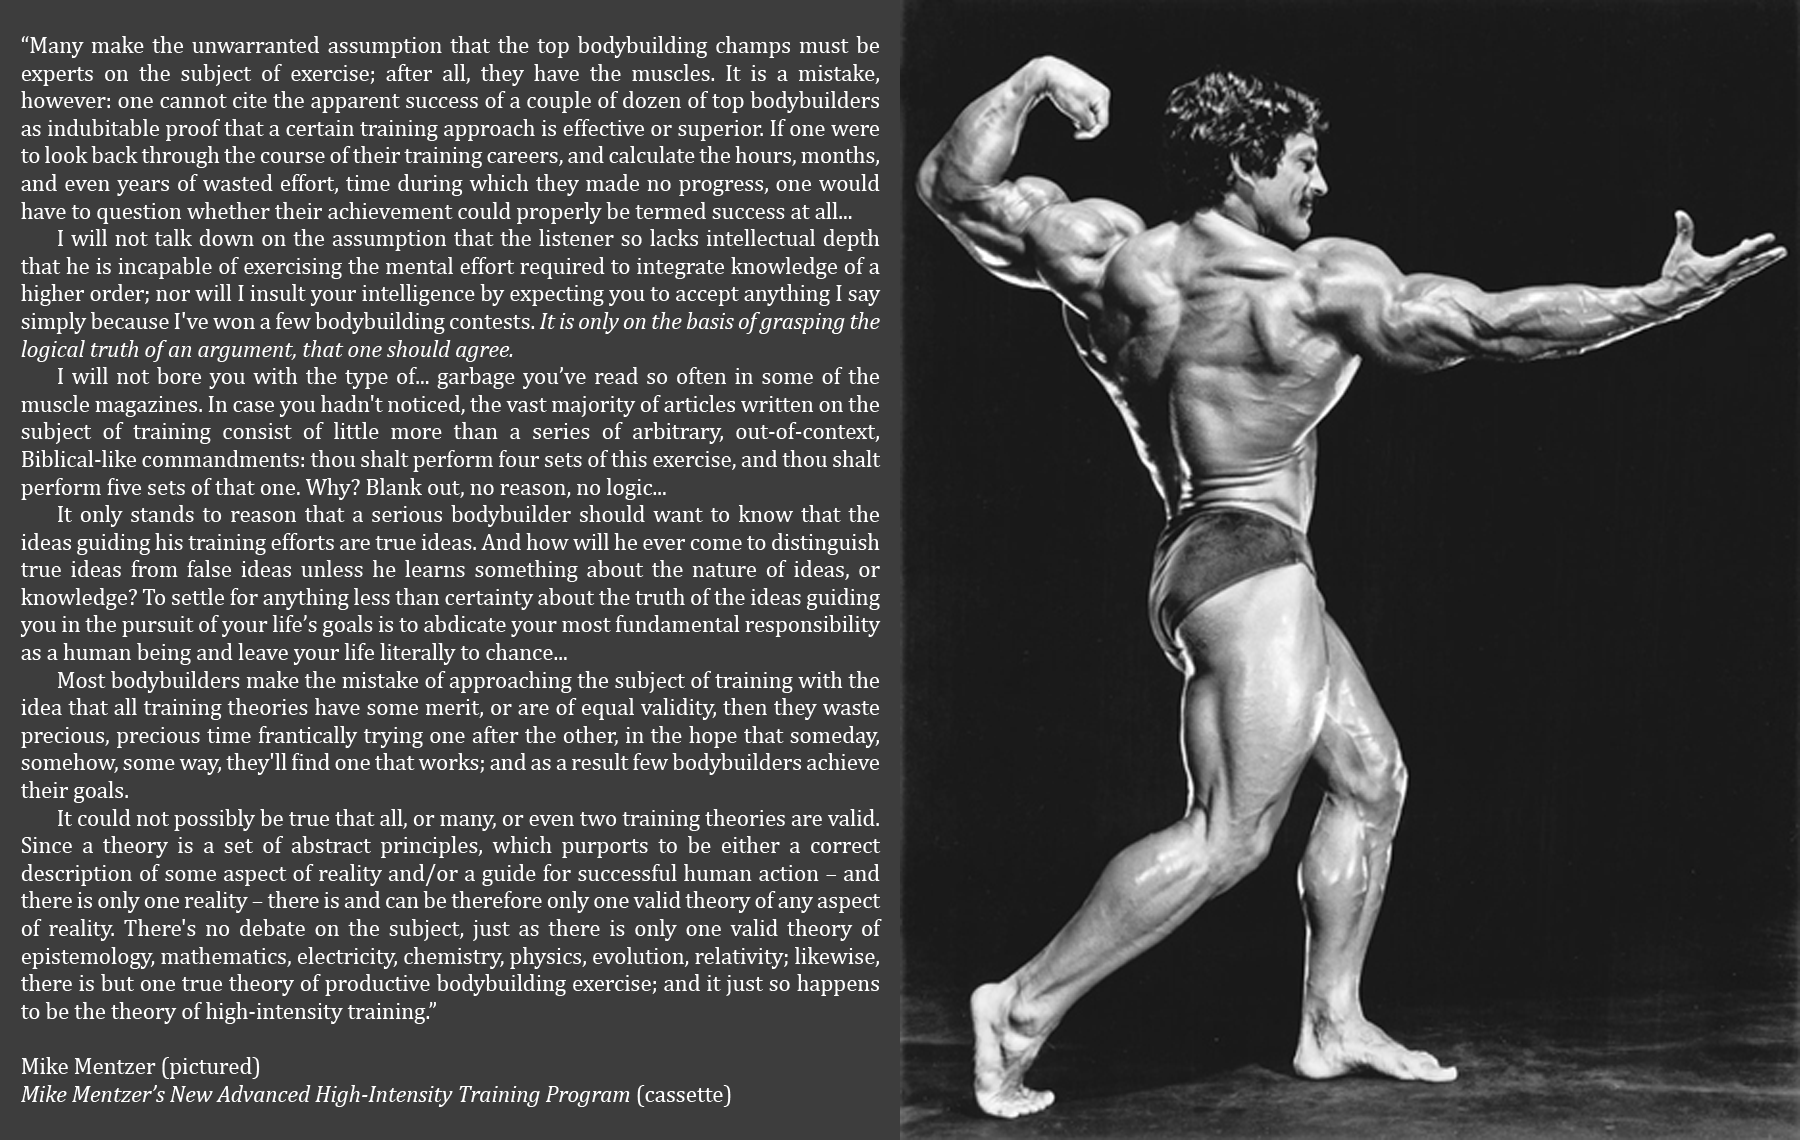 “Many make the unwarranted assumption that the top bodybuilding champs must be
experts on the subject of exercise; after all, they have the muscles. It is a mistake,
however: one cannot cite the apparent success of a couple of dozen of top bodybuilders
as indubitable proof that a certain training approach is effective or superior. If one were
to look back through the course of their training careers, and calculate the hours, months,
and even years of wasted effort, time during which they made no progress, one would
have to question whether their achievement could properly be termed success at all...
I will not talk down on the assumption that the listener so lacks intellectual depth
that he is incapable of exercising the mental effort required to integrate knowledge of a
higher order; nor will I insult your intelligence by expecting you to accept anything I say
simply because I've won a few bodybuilding contests. It is only on the basis of grasping the
logical truth of an argument, that one should agree.
I will not bore you with the type of... garbage you’ve read so often in some of the
muscle magazines. In case you hadn't noticed, the vast majority of articles written on the
subject of training consist of little more than a series of arbitrary, out-of-context,
Biblical-like commandments: thou shalt perform four sets of this exercise, and thou shalt
perform five sets of that one. Why? Blank out, no reason, no logic...
It only stands to reason that a serious bodybuilder should want to know that the
ideas guiding his training efforts are true ideas. And how will he ever come to distinguish
true ideas from false ideas unless he learns something about the nature of ideas, or
knowledge? To settle for anything less than certainty about the truth of the ideas guiding
you in the pursuit of your life’s goals is to abdicate your most fundamental responsibility
as a human being and leave your life literally to chance...
Most bodybuilders make the mistake of approaching the subject of training with the
idea that all training theories have some merit, or are of equal validity, then they waste
precious, precious time frantically trying one after the other, in the hope that someday,
somehow, some way, they'll find one that works; and as a result few bodybuilders achieve
their goals.
It could not possibly be true that all, or many, or even two training theories are valid.
Since a theory is a set of abstract principles, which purports to be either a correct
description of some aspect of reality and/or a guide for successful human action – and
there is only one reality – there is and can be therefore only one valid theory of any aspect
of reality. There's no debate on the subject, just as there is only one valid theory of
epistemology, mathematics, electricity, chemistry, physics, evolution, relativity; likewise,
there is but one true theory of productive bodybuilding exercise; and it just so happens
to be the theory of high-intensity training.”
Mike Mentzer (pictured)
Mike Mentzer’s New Advanced High-Intensity Training Program (cassette)